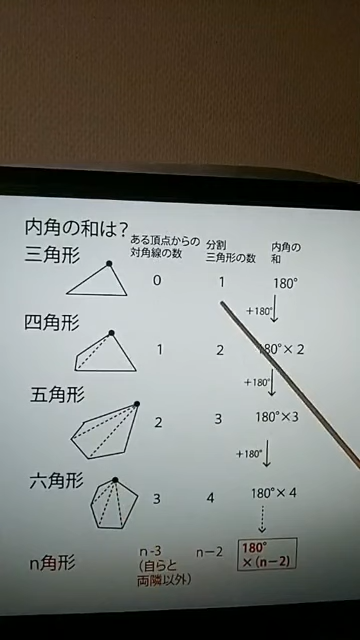 内角の和は?
ある頂点からの
対角線の数
分割
三角形の数
内角の
和
三角形
0
1
180°
+180°
四角形
1
2
180°×2
+180°
五角形
2
3
180°×3
+180°
六角形
3
4
180°×4
n角形
n-3
(自らと
両隣以外)
n−2
180°
×(n−2)